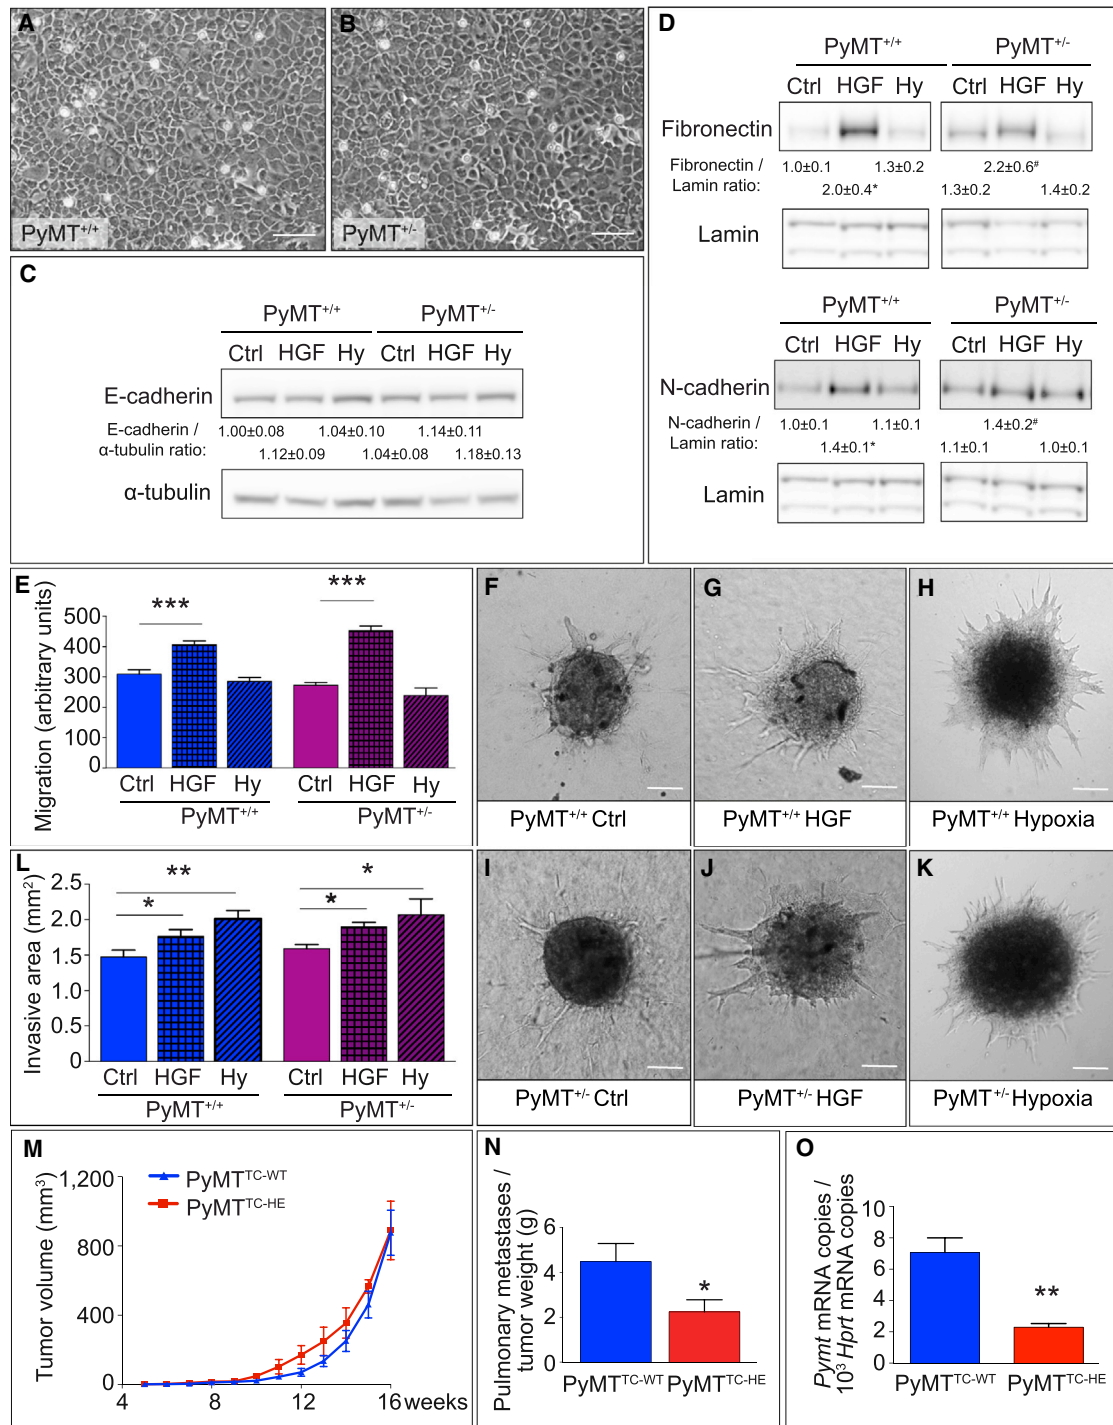 A
PyMT+/+
B
PyMT+/-
C
PyMT+/+ PyMT+/-
Ctrl HGF Hy Ctrl HGF Hy
E-cadherin
E-cadherin / α-tubulin ratio:
1.00±0.08 1.04±0.10 1.14±0.11
1.12±0.09 1.04±0.08 1.18±0.13
α-tubulin
D
PyMT+/+ PyMT+/-
Ctrl HGF Hy Ctrl HGF Hy
Fibronectin
Fibronectin /
Lamin ratio:
1.0±0.1 1.3±0.2 2.2±0.6#
2.0±0.4* 1.3±0.2 1.4±0.2
Lamin
PyMT+/+ PyMT+/-
Ctrl HGF Hy Ctrl HGF Hy
N-cadherin
N-cadherin /
Lamin ratio:
1.0±0.1 1.1±0.1 1.4±0.2#
1.4±0.1* 1.1±0.1 1.0±0.1
Lamin
E
Migration (arbitrary units)
500
400
300
200
100
0
*** ***
Ctrl HGF Hy Ctrl HGF Hy
PyMT+/+ PyMT+/-
F
PyMT+/+ Ctrl
G
PyMT+/+ HGF
H
PyMT+/+ Hypoxia
L
Invasive area (mm2)
2.5
2.0
1.5
1.0
0.5
0
** *
* *
Ctrl HGF Hy Ctrl HGF Hy
PyMT+/+ PyMT+/-
I
PyMT+/- Ctrl
J
PyMT+/- HGF
K
PyMT+/- Hypoxia
M
Tumor volume (mm3)
1,200
800
400
0
4 8 12 16 weeks
PyMTTC-WT
PyMTTC-HE
N
Pulmonary metastases /
tumor weight (g)
6
4
2
0
*
PyMTTC-WT PyMTTC-HE
O
Pymt mRNA copies /
103 Hprt mRNA copies
10
8
6
4
2
0
**
PyMTTC-WT PyMTTC-HE